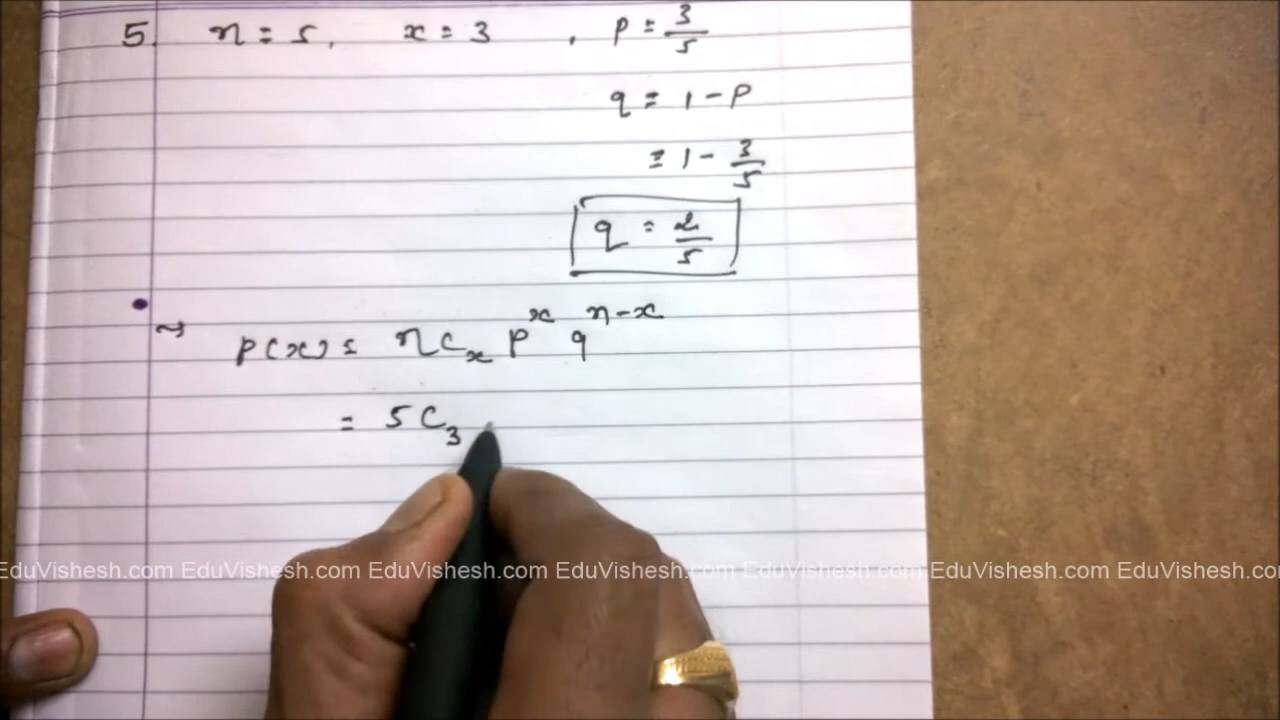 5. n = 5, x = 3 , p = 3/5
q = 1 - p
= 1 - 3/5
q = 2/5
→ p(x) = nCx p^x q^n-x
= 5C3
EduVishesh.com EduVishesh.com EduVishesh.com EduVishesh.com EduVishesh.com EduVishesh.com EduVishesh.com